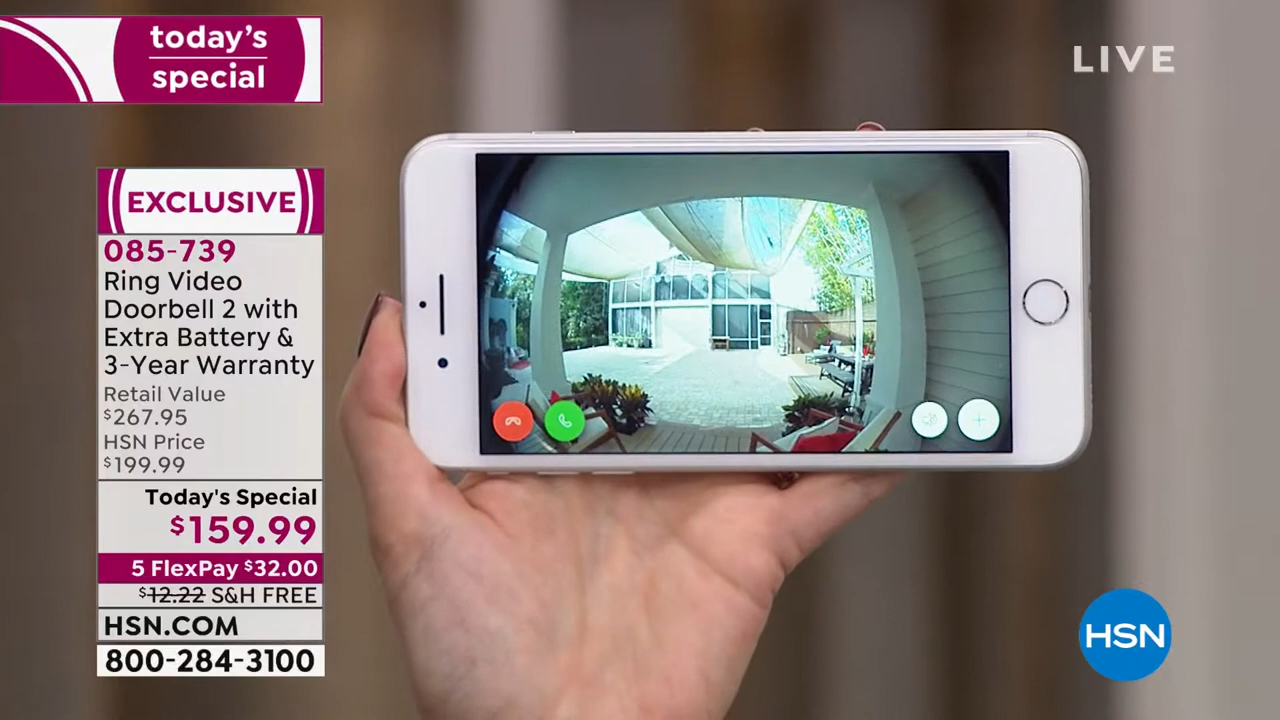 today's
special
LIVE
EXCLUSIVE
085-739
Ring Video
Doorbell 2 with
Extra Battery &
3-Year Warranty
Retail Value
$267.95
HSN Price
$199.99
Today's Special
$159.99
5 FlexPay $32.00
$12.22 S&H FREE
HSN.COM
800-284-3100
HSN